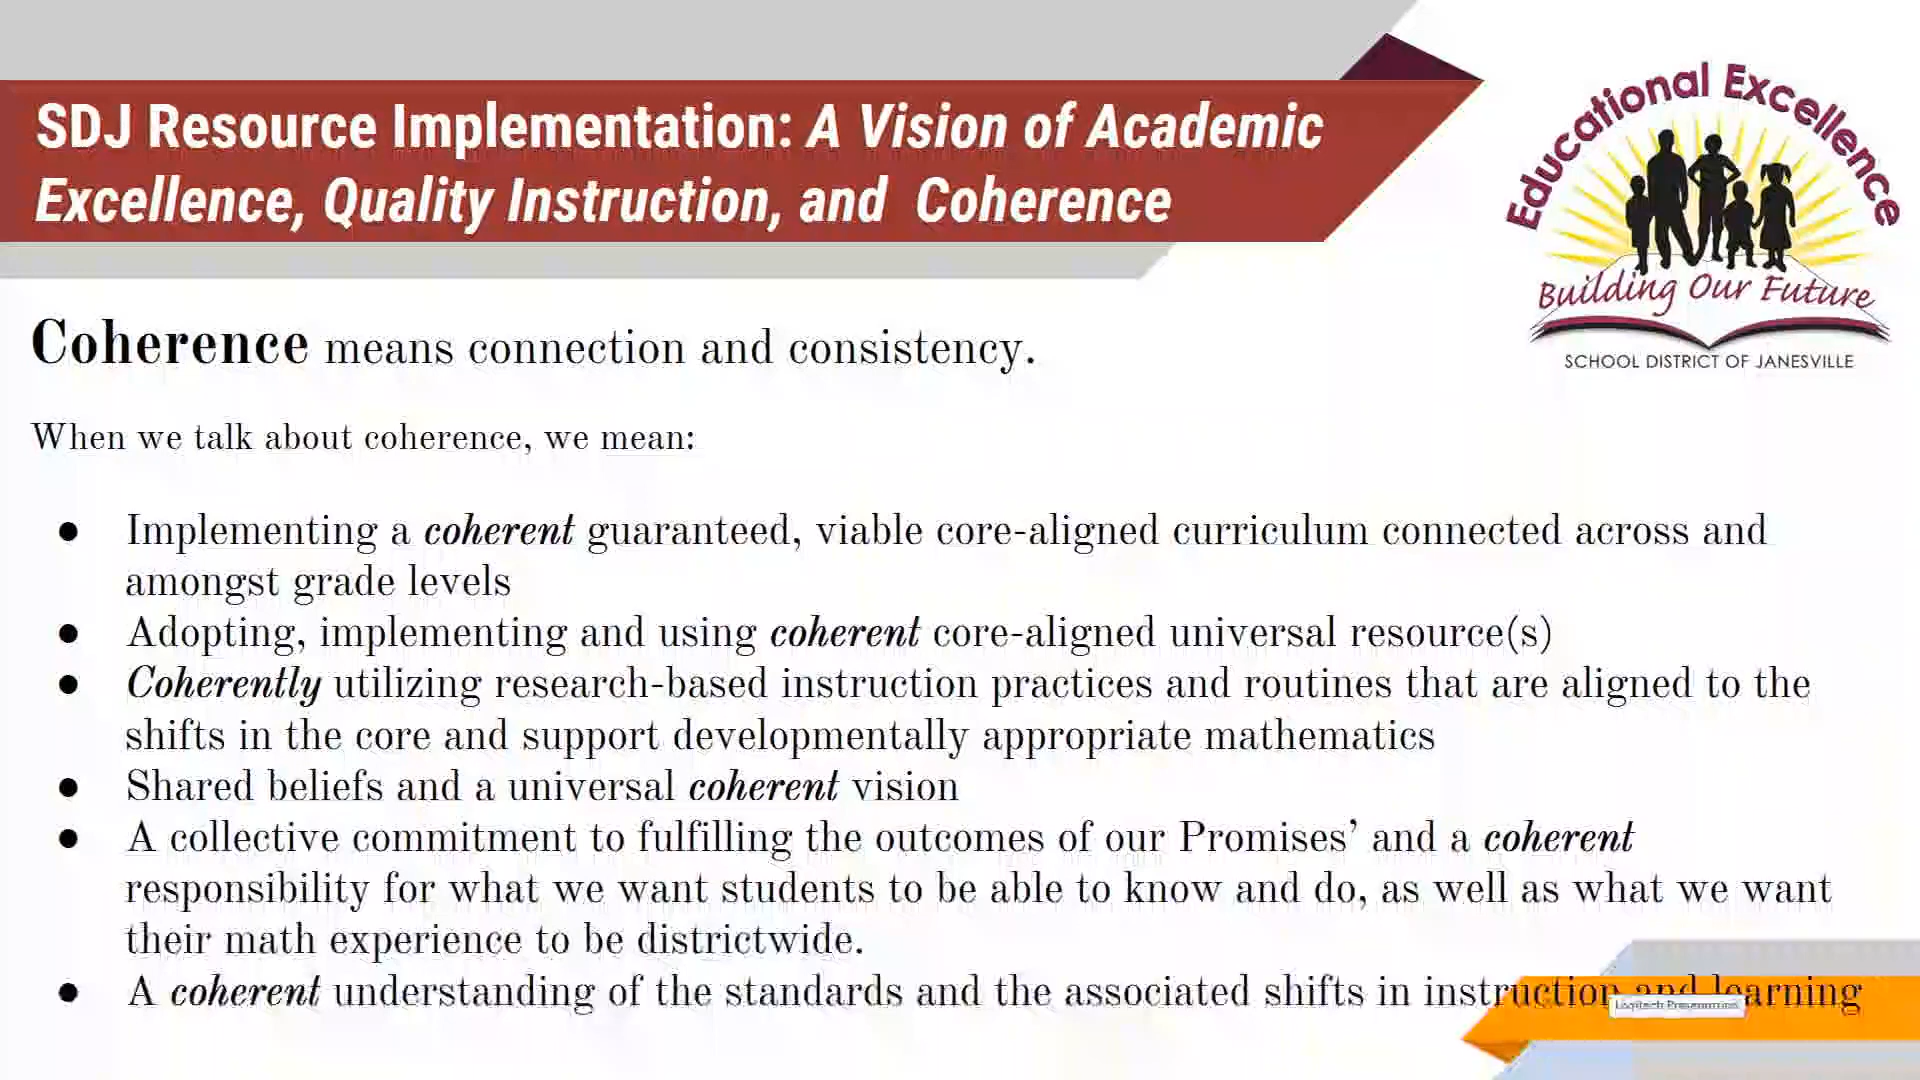 SDJ Resource Implementation: A Vision of Academic
Excellence, Quality Instruction, and Coherence
Educational Excellence
Building Our Future
SCHOOL DISTRICT OF JANESVILLE
Coherence means connection and consistency.
When we talk about coherence, we mean:
● Implementing a coherent guaranteed, viable core-aligned curriculum connected across and
amongst grade levels
● Adopting, implementing and using coherent core-aligned universal resource(s)
● Coherently utilizing research-based instruction practices and routines that are aligned to the
shifts in the core and support developmentally appropriate mathematics
● Shared beliefs and a universal coherent vision
● A collective commitment to fulfilling the outcomes of our Promises’ and a coherent
responsibility for what we want students to be able to know and do, as well as what we want
their math experience to be districtwide.
● A coherent understanding of the standards and the associated shifts in instruction and learning
Logitech Presentation